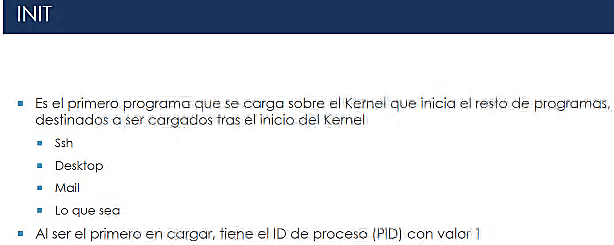 INIT
Es el primero programa que se carga sobre el Kernel que inicia el resto de programas,
destinados a ser cargados tras el inicio del Kernel
Ssh
Desktop
Mail
Lo que sea
Al ser el primero en cargar, tiene el ID de proceso (PID) con valor 1